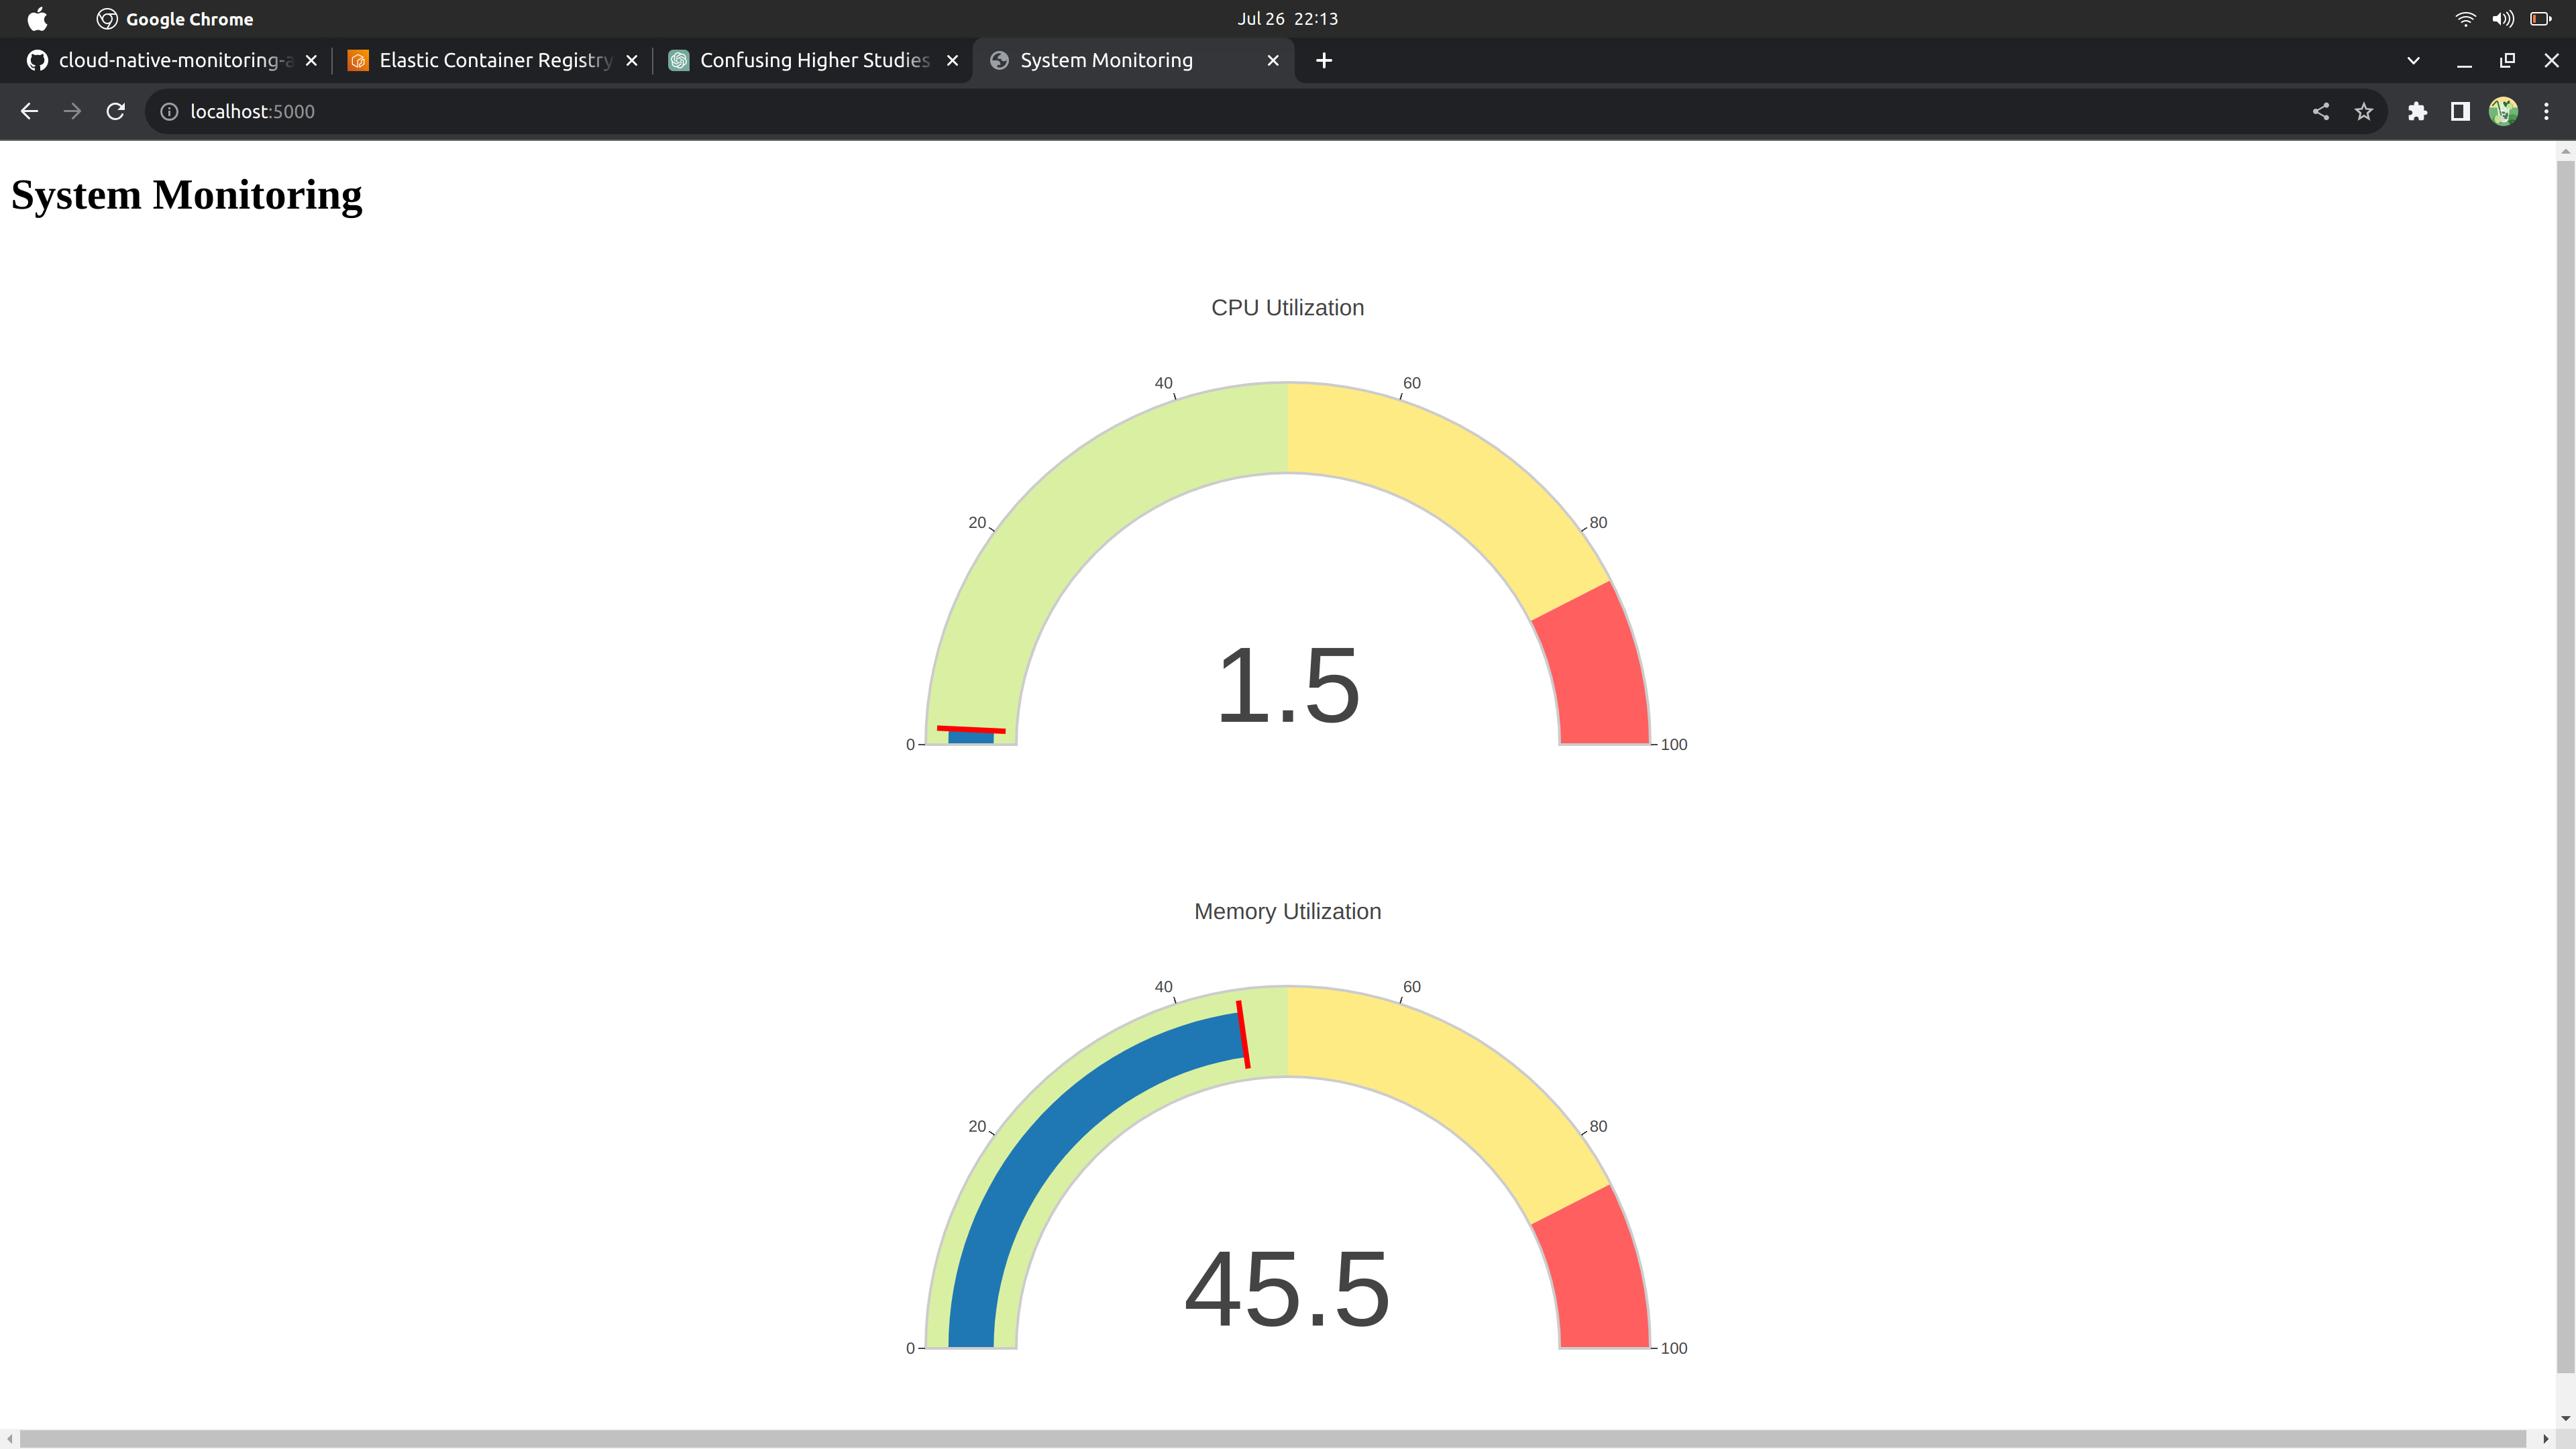 Google Chrome
Jul 26 22:13
cloud-native-monitoring-a
Elastic Container Registry
Confusing Higher Studies
System Monitoring
localhost:5000
System Monitoring
CPU Utilization
40
60
20
80
1.5
0
100
Memory Utilization
40
60
20
80
45.5
0
100